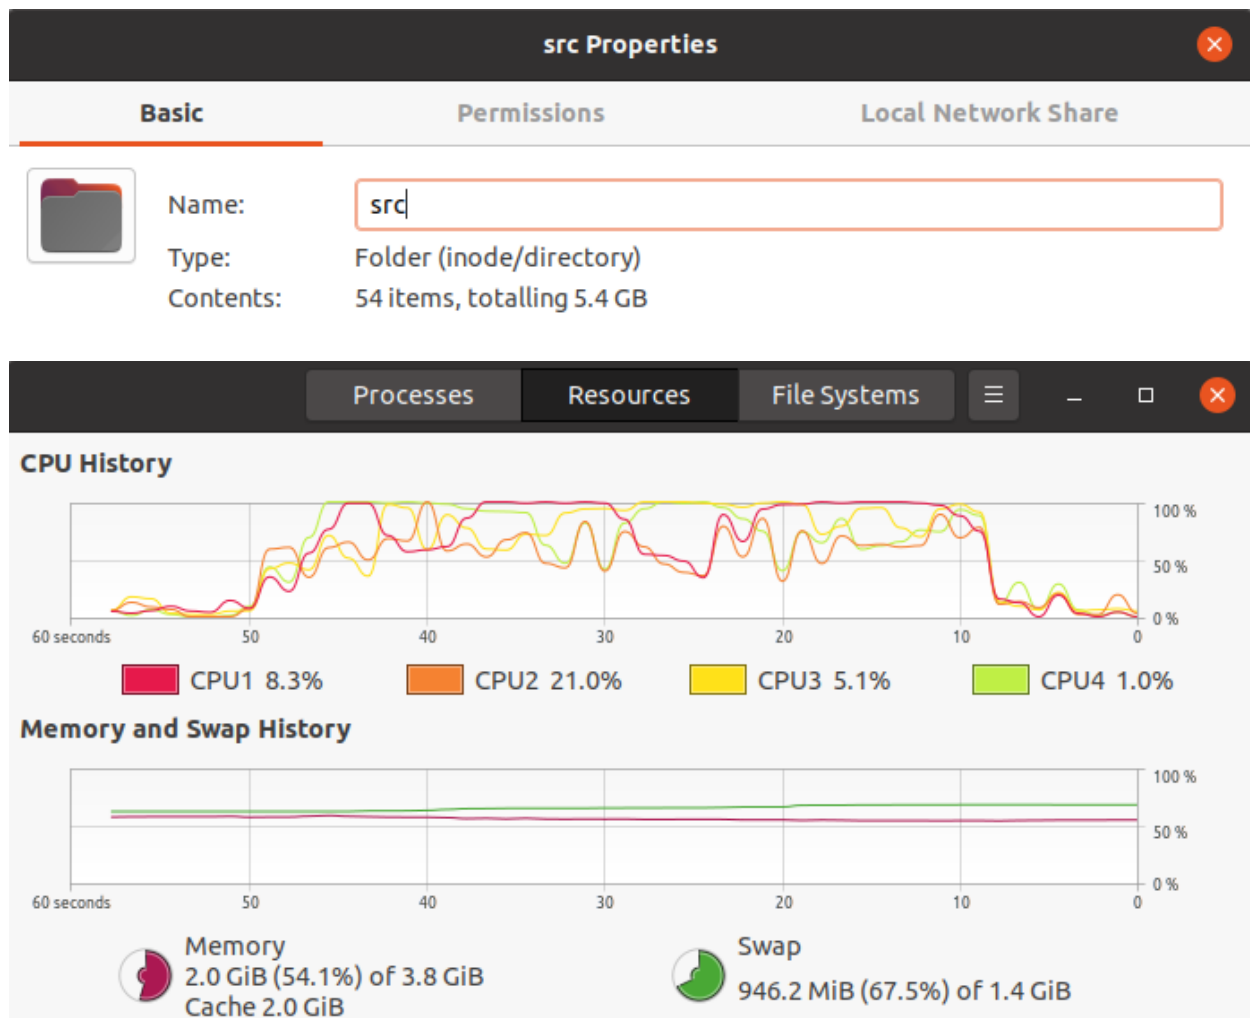 src Properties
Basic Permissions Local Network Share
Name: src
Type: Folder (inode/directory)
Contents: 54 items, totalling 5.4 GB
Processes Resources File Systems
CPU History
100 %
50 %
0 %
60 seconds 50 40 30 20 10 0
CPU1 8.3% CPU2 21.0% CPU3 5.1% CPU4 1.0%
Memory and Swap History
100 %
50 %
0 %
60 seconds 50 40 30 20 10 0
Memory
2.0 GiB (54.1%) of 3.8 GiB
Cache 2.0 GiB
Swap
946.2 MiB (67.5%) of 1.4 GiB